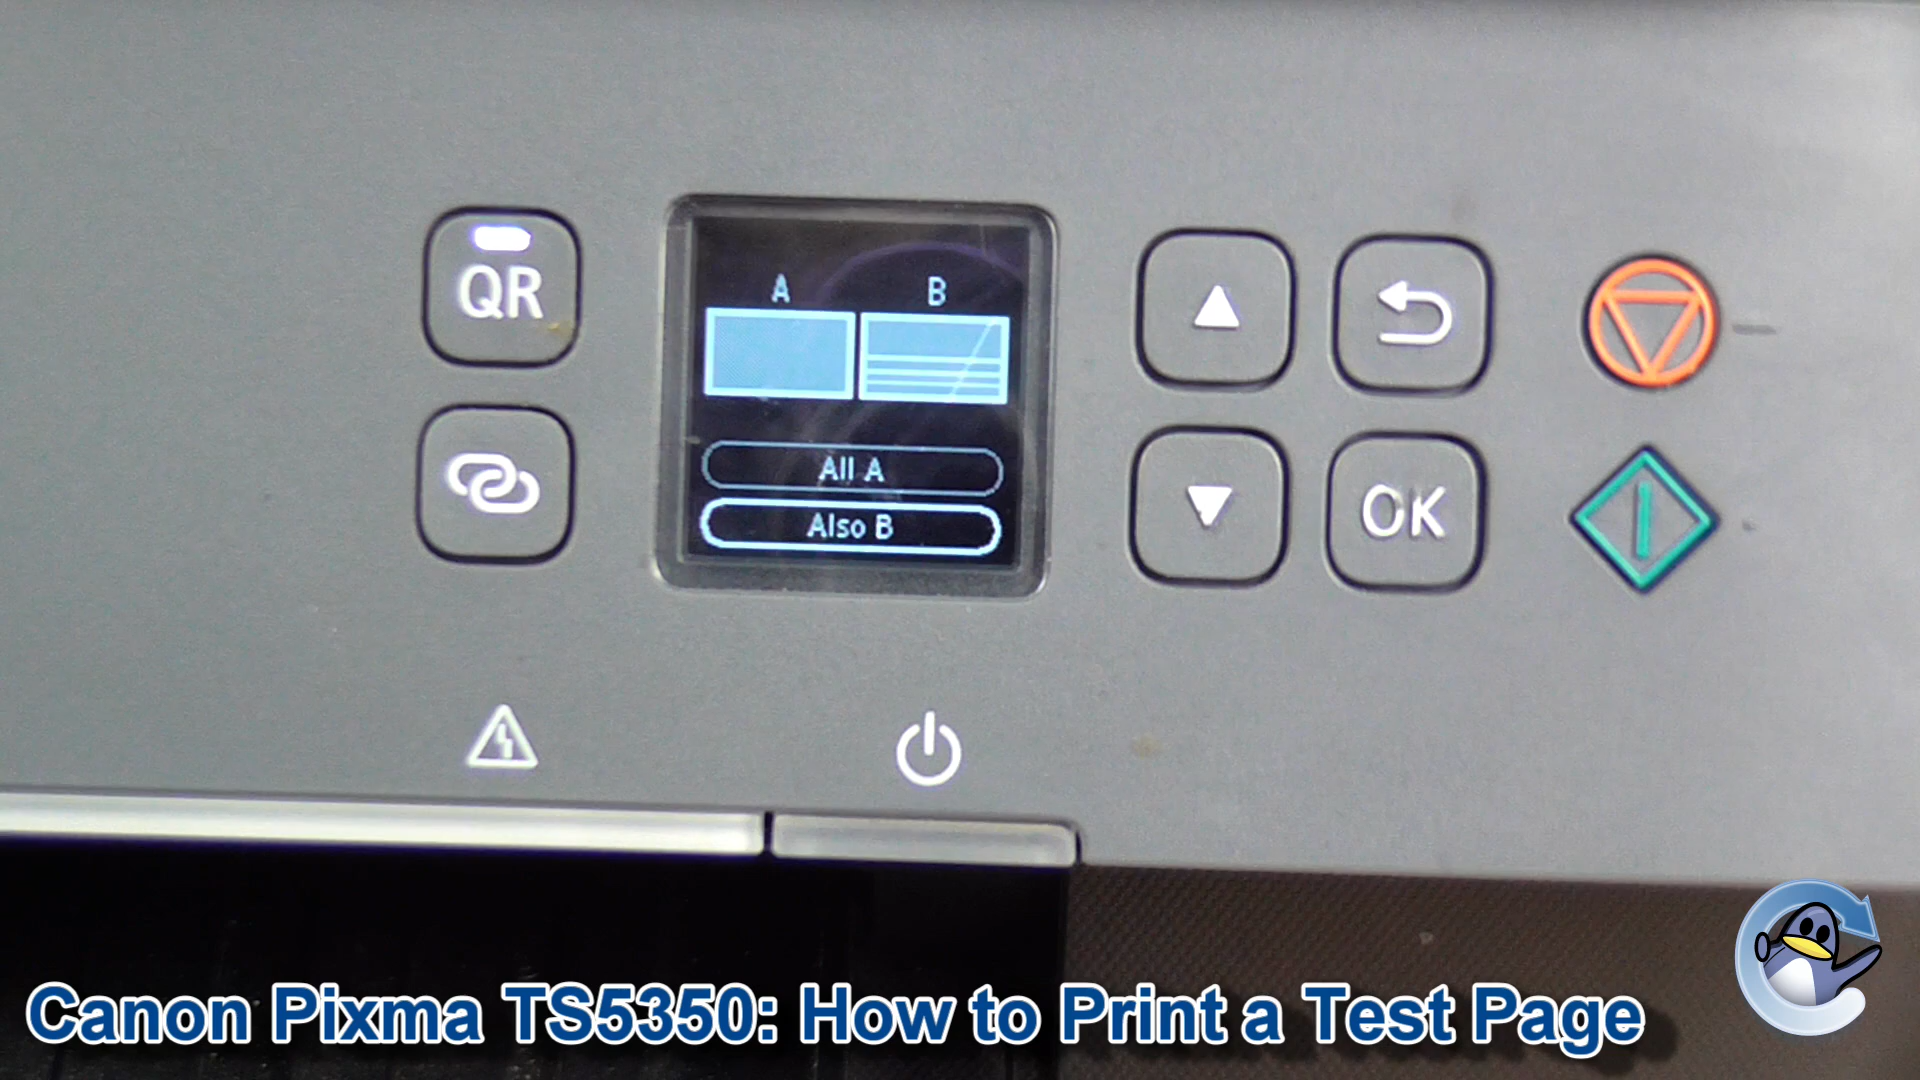 QR
A B
All A
Also B
OK
Canon Pixma TS5350: How to Print a Test Page